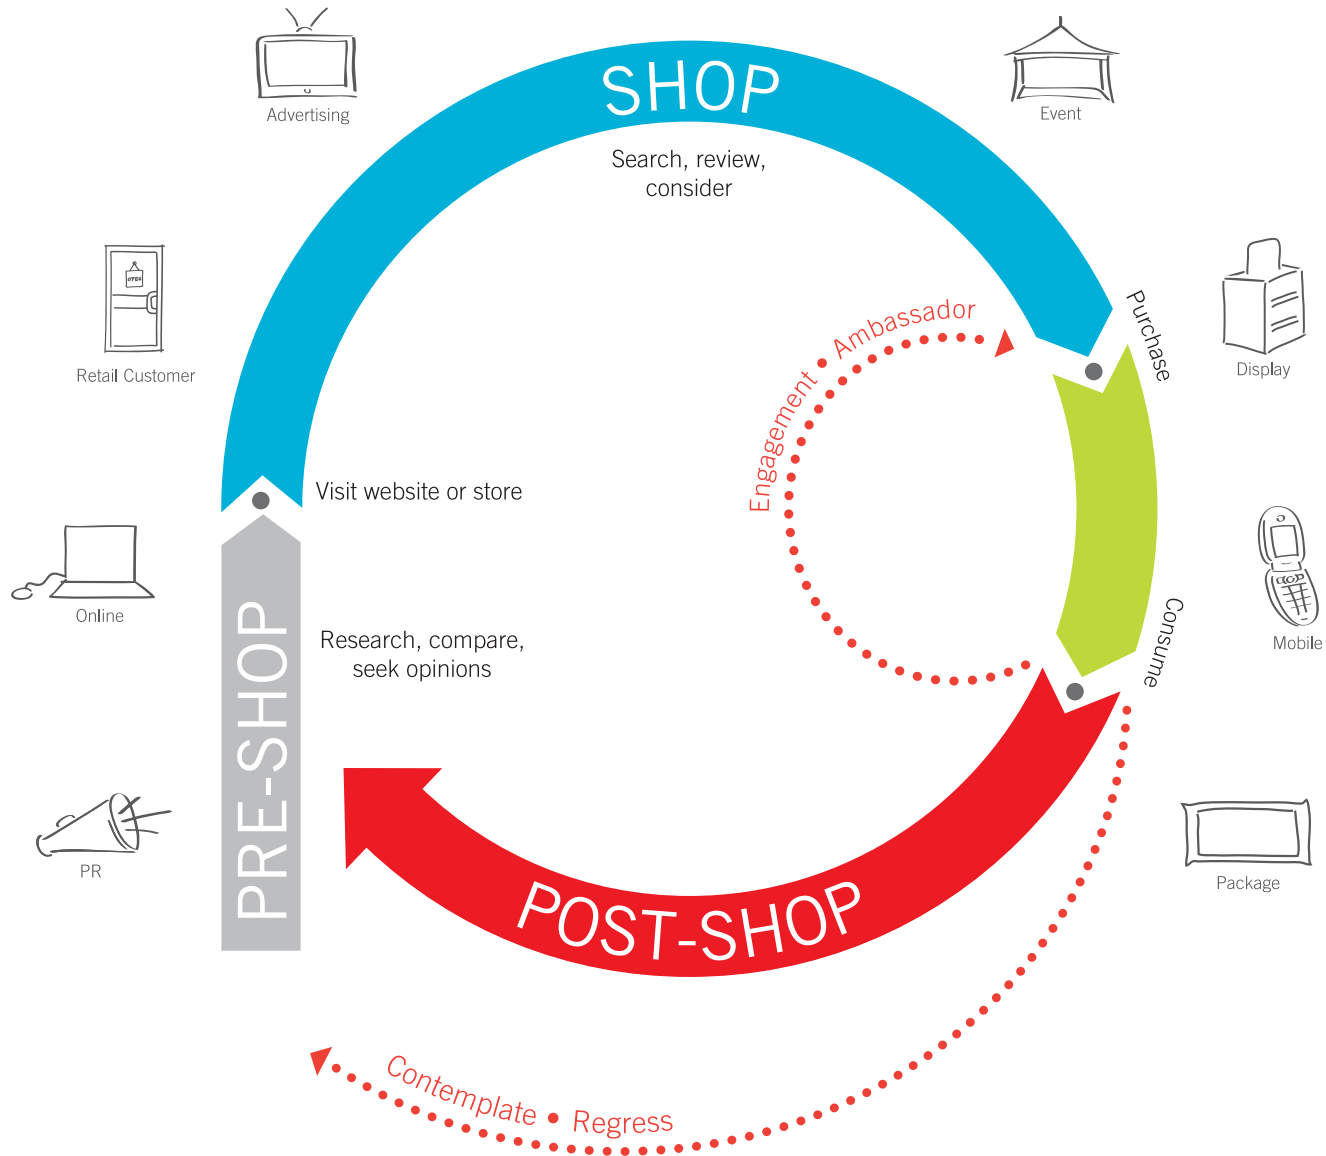 Advertising
SHOP
Event
Search, review,
consider
OPEN
Retail Customer
Engagement • Ambassador
Purchase
Display
Visit website or store
Online
PRE-SHOP
Research, compare,
seek opinions
Consume
Mobile
PR
POST-SHOP
Package
Contemplate • Regress